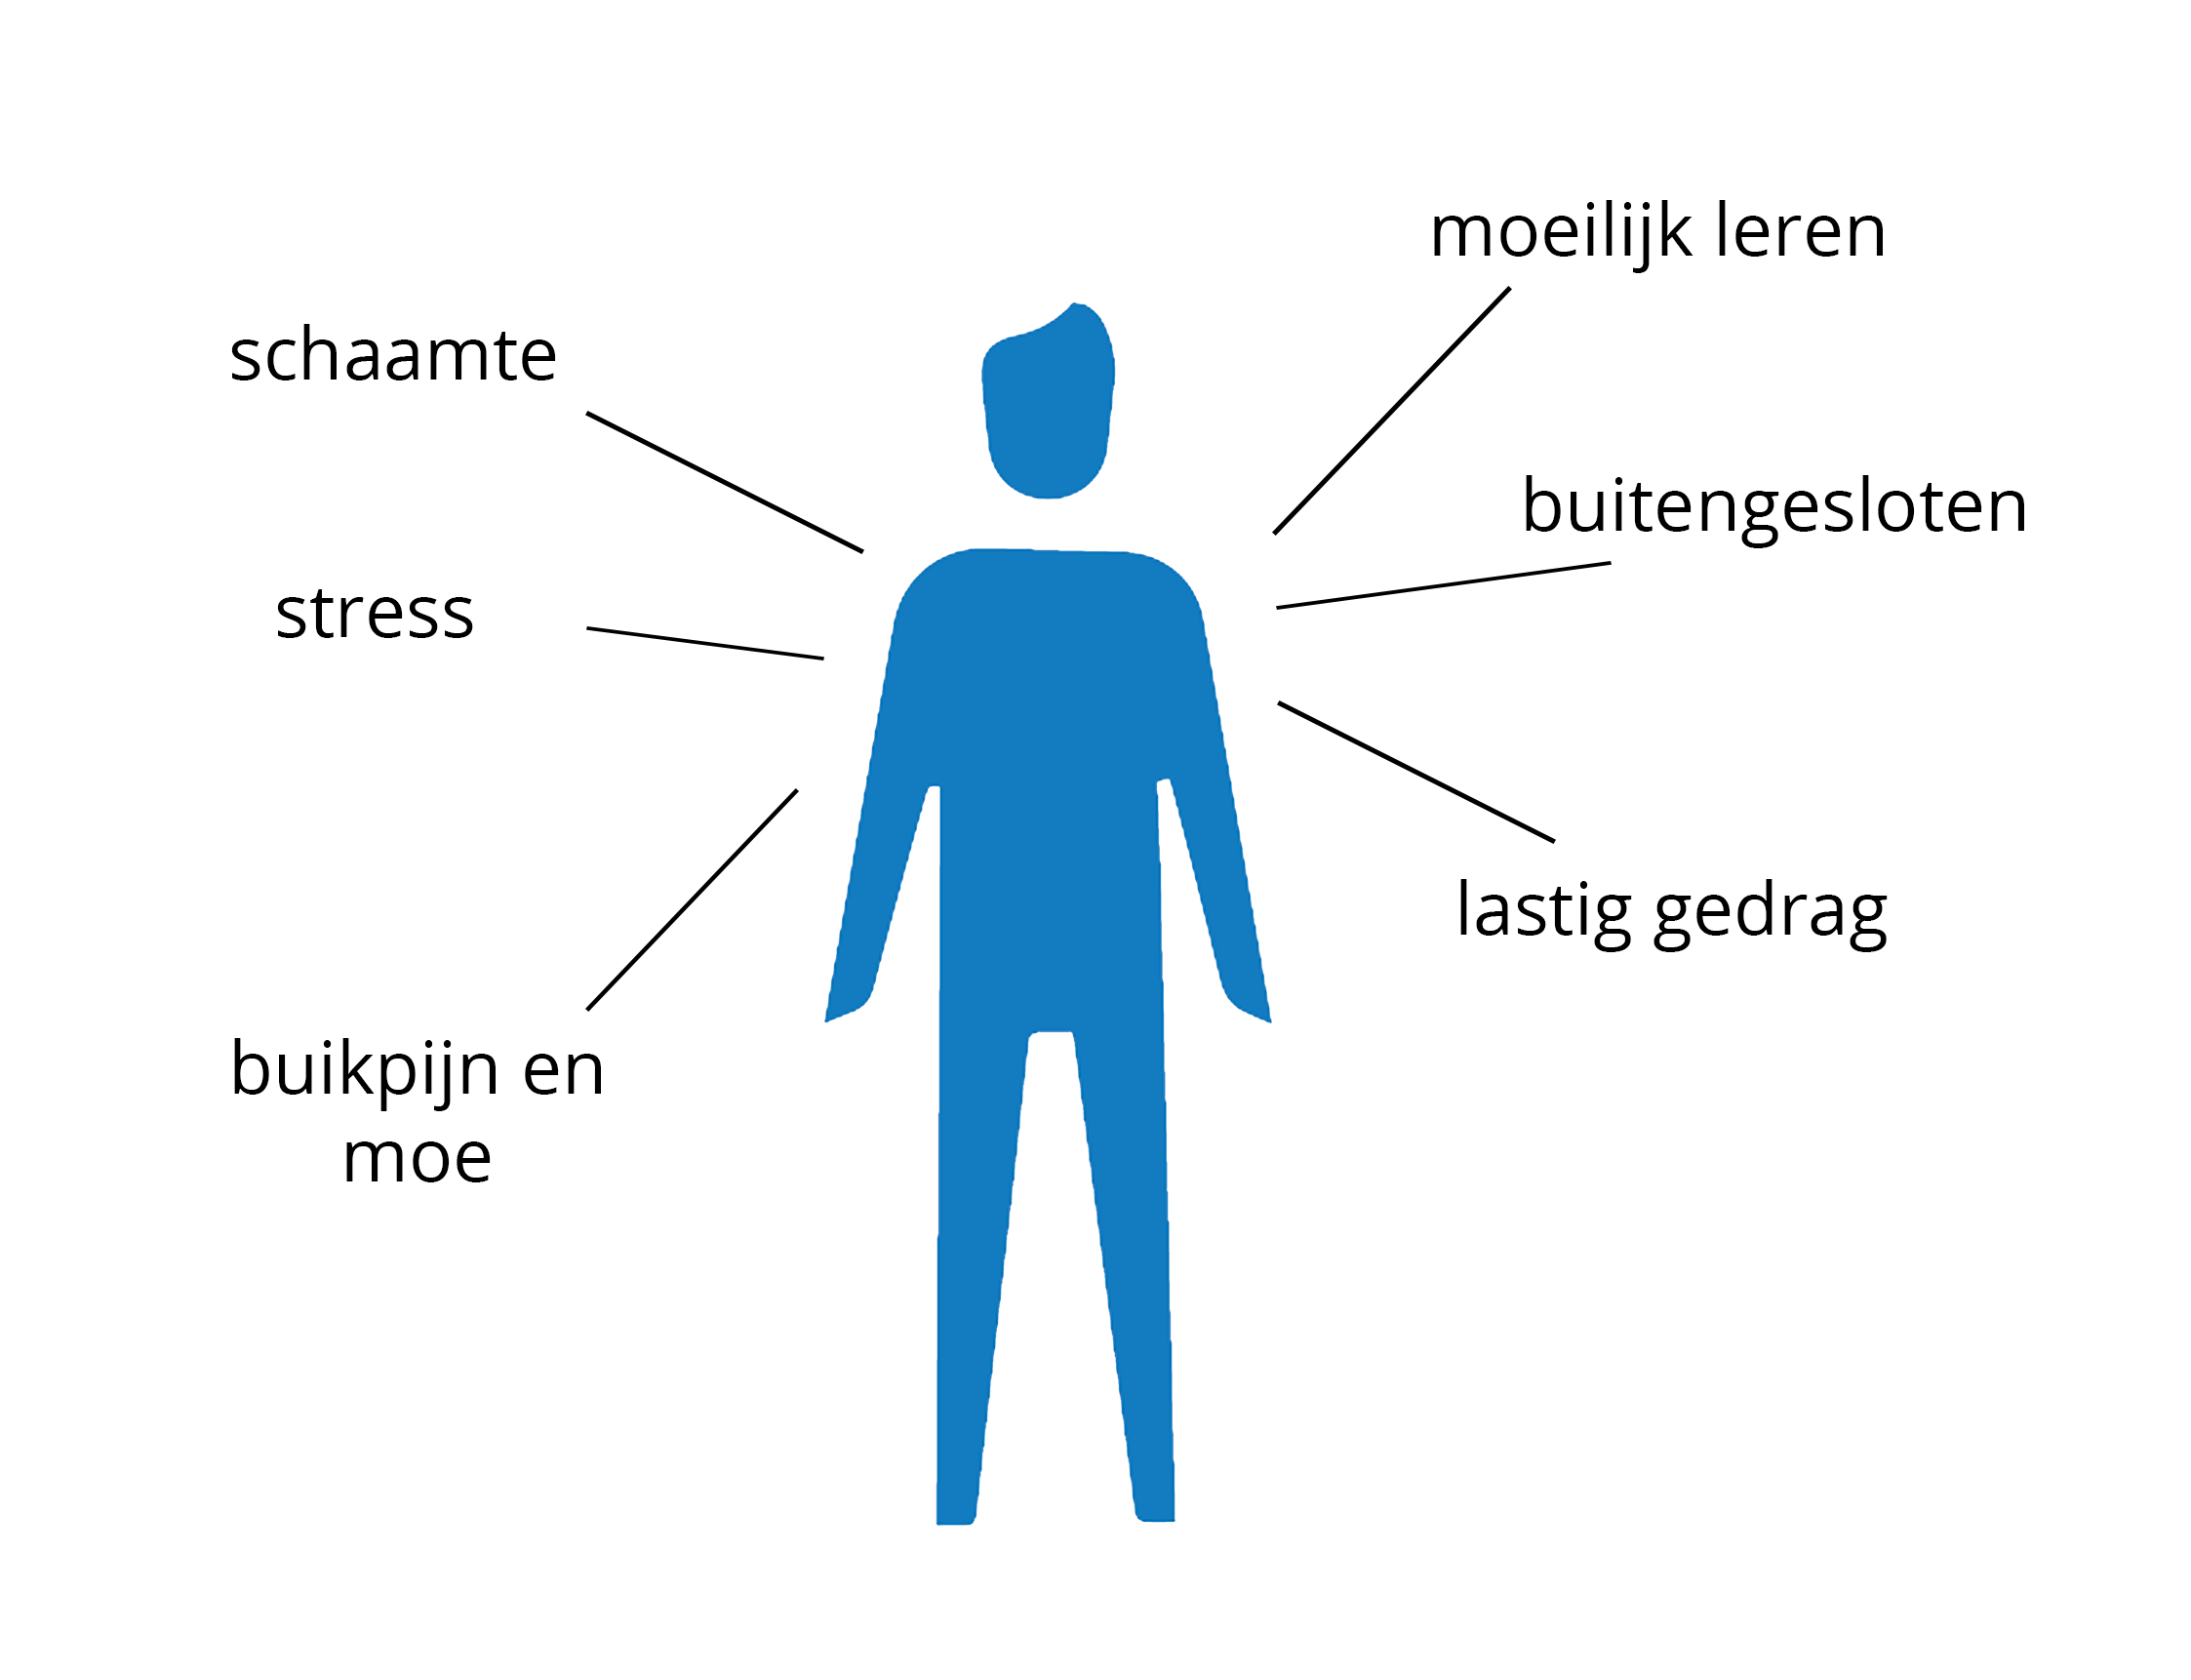 schaamte
stress
buikpijn en
moe
moeilijk leren
buitengesloten
lastig gedrag